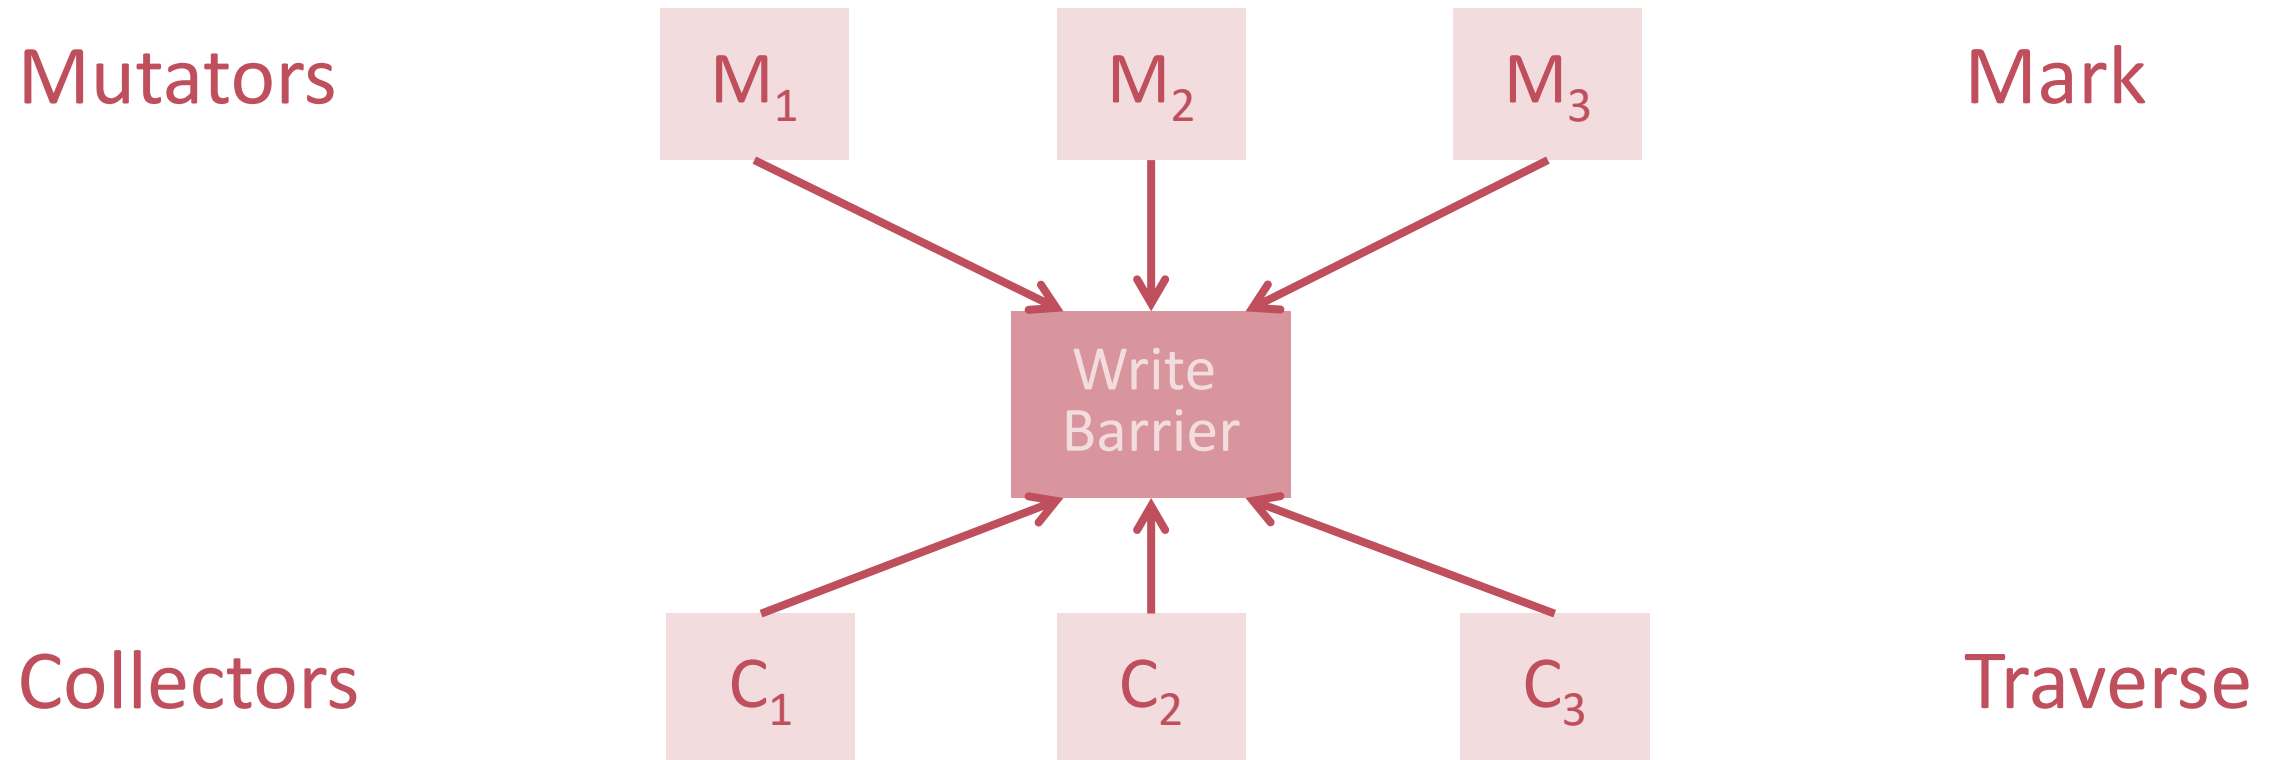 Mutators M₁ M₂ M₃ Mark
Write
Barrier
Collectors C₁ C₂ C₃ Traverse